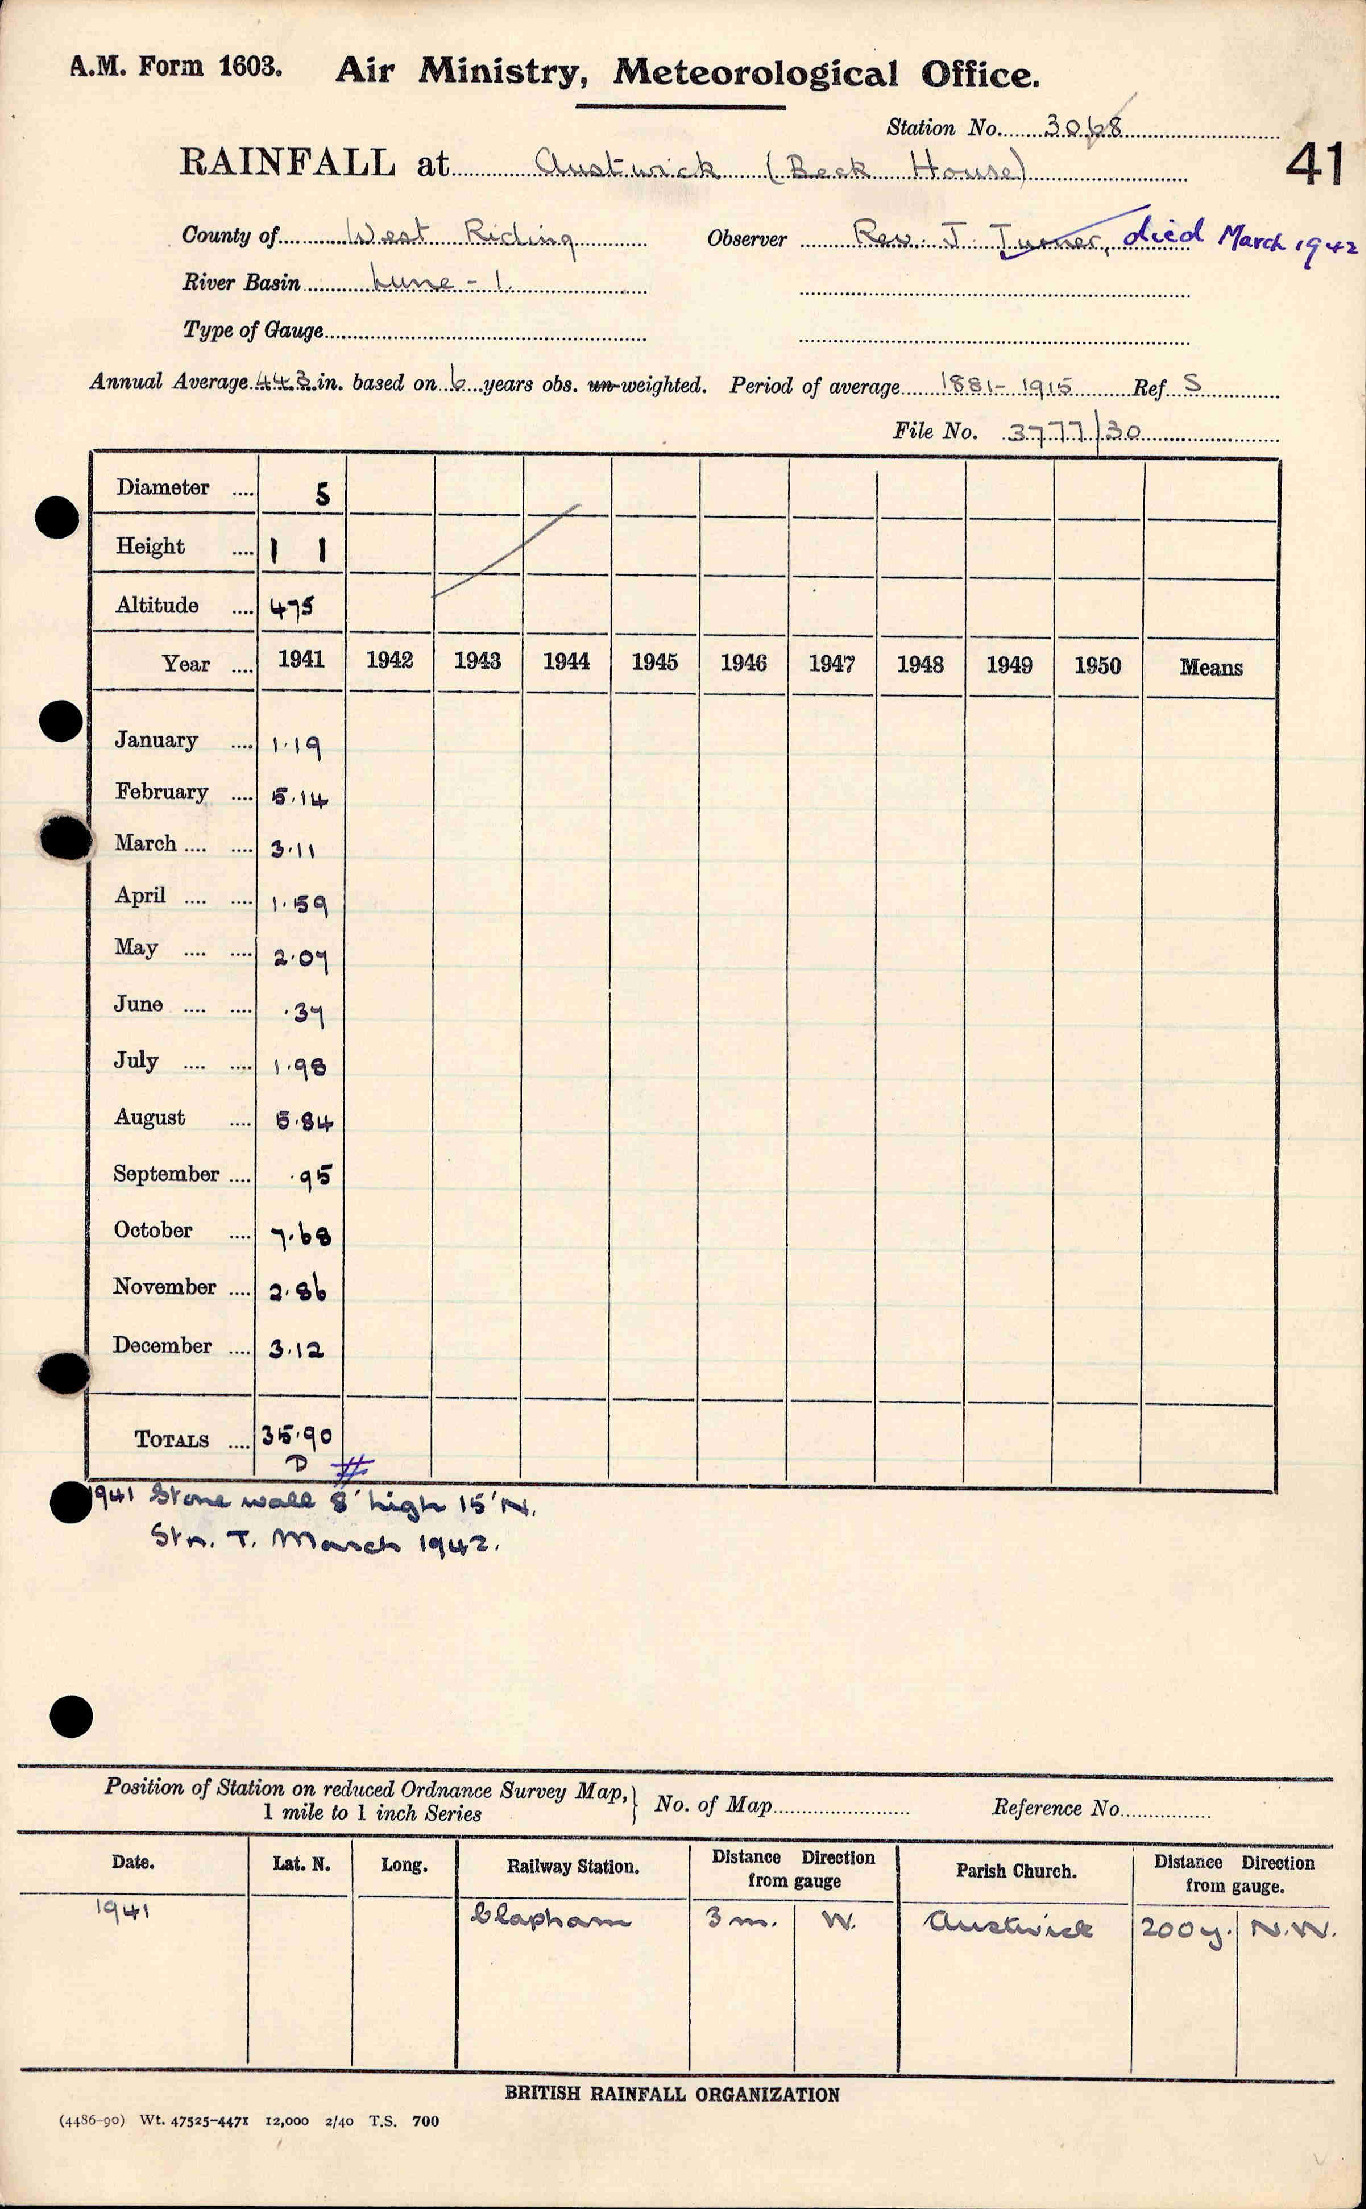 A.M. Form 1603. Air Ministry, Meteorological Office.
Station No. 3068
RAINFALL at Austwick (Beck House) 41
County of West Riding Observer Rev. J. Turner, died March 1942
River Basin Lune - 1.
Type of Gauge
Annual Average 44.3 in. based on 6 years obs. un-weighted. Period of average 1881-1915 Ref S
File No. 3777/30
Diameter .... 5
Height .... 1 1
Altitude .... 475
Year .... 1941 1942 1943 1944 1945 1946 1947 1948 1949 1950 Means
January .... 1.19
February .... 5.14
March .... .... 3.11
April .... .... 1.59
May .... .... 2.07
June .... .... .37
July .... .... 1.98
August .... 5.84
September .... .95
October .... 7.68
November .... 2.86
December .... 3.12
TOTALS .... 35.90
D #
1941 Stone wall 8' high 15' N.
Stn. T. March 1942.
Position of Station on reduced Ordnance Survey Map, } No. of Map Reference No.
1 mile to 1 inch Series
Date. Lat. N. Long. Railway Station. Distance Direction from gauge Parish Church. Distance Direction from gauge.
1941 Clapham 3 m. W. Austwick 200y. N.W.
BRITISH RAINFALL ORGANIZATION
(4486-90) Wt. 47525-4471 12,000 2/40 T.S. 700